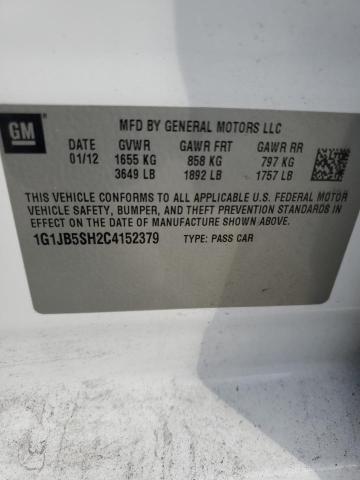 GM
MFD BY GENERAL MOTORS LLC
DATE GVWR GAWR FRT GAWR RR
01/12 1655 KG 858 KG 797 KG
3649 LB 1892 LB 1757 LB
THIS VEHICLE CONFORMS TO ALL APPLICABLE U.S. FEDERAL MOTOR
VEHICLE SAFETY, BUMPER, AND THEFT PREVENTION STANDARDS IN
EFFECT ON THE DATE OF MANUFACTURE SHOWN ABOVE.
1G1JB5SH2C4152379 TYPE: PASS CAR